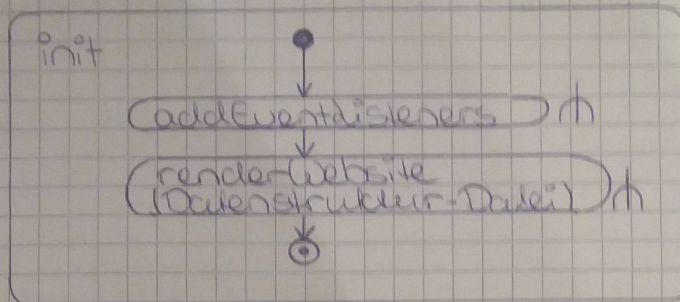 init
addEventListeners
renderWebsite
(Datenstruktur-Datei)